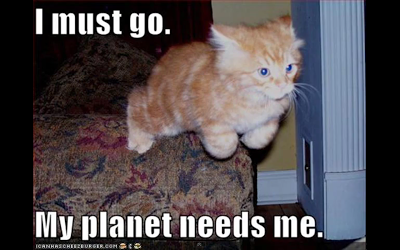 I must go.
My planet needs me.
ICANHASCHEEZBURGER.COM